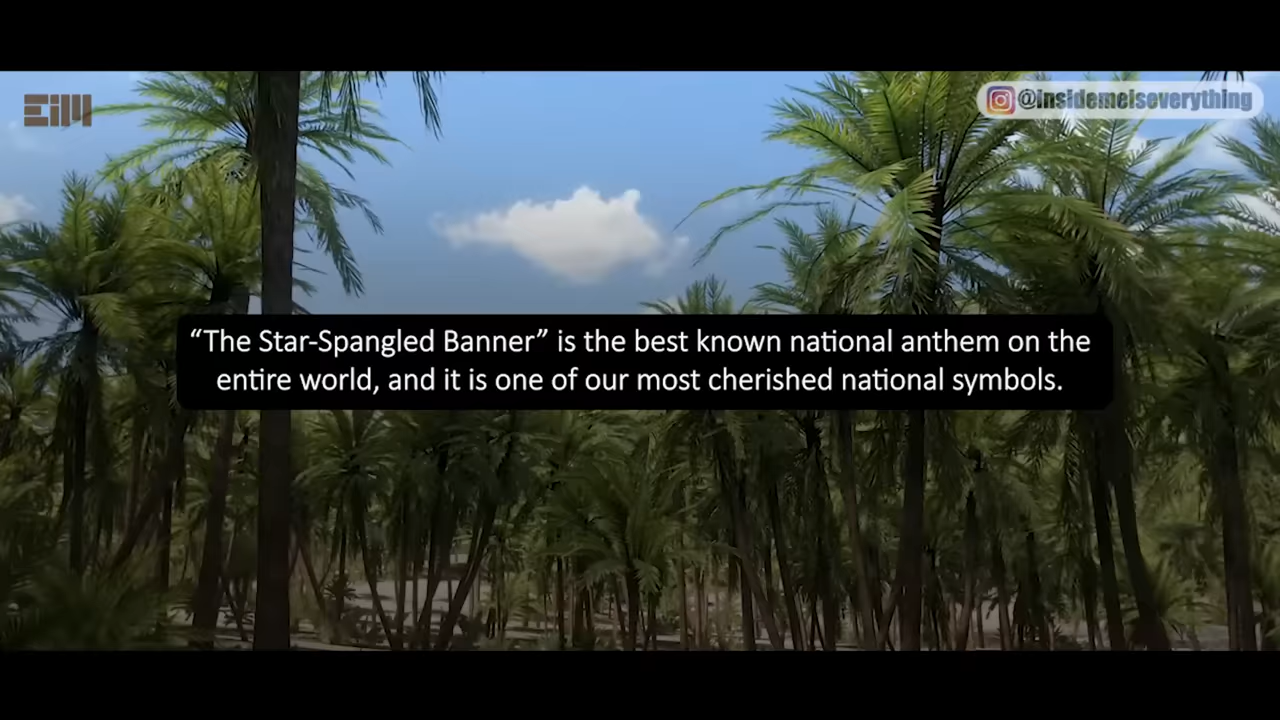 EiM
@insidemeiseverything
“The Star-Spangled Banner” is the best known national anthem on the
entire world, and it is one of our most cherished national symbols.